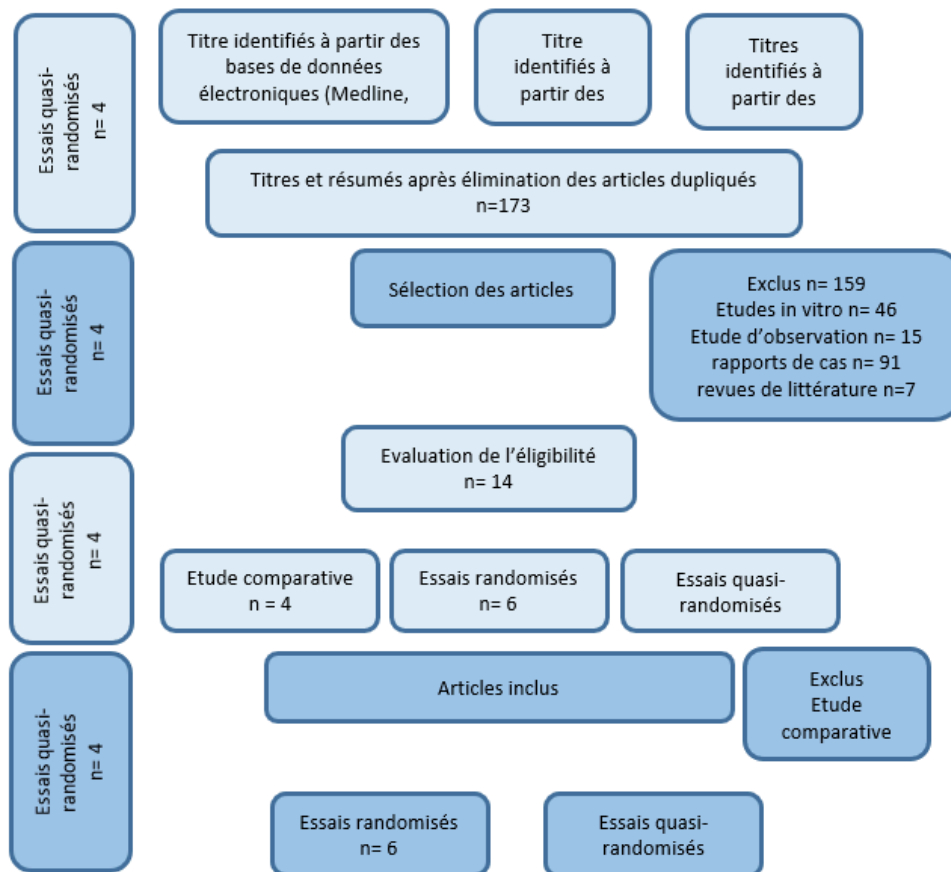 Essais quasi-
randomisés
n= 4
Titre identifiés à partir des
bases de données
électroniques (Medline,
Titre
identifiés à
partir des
Titres
identifiés à
partir des
Titres et résumés après élimination des articles dupliqués
n=173
Essais quasi-
randomisés
n= 4
Sélection des articles
Exclus n= 159
Etudes in vitro n= 46
Etude d’observation n= 15
rapports de cas n= 91
revues de littérature n=7
Essais quasi-
randomisés
n= 4
Evaluation de l’éligibilité
n= 14
Etude comparative
n = 4
Essais randomisés
n= 6
Essais quasi-
randomisés
Essais quasi-
randomisés
n= 4
Articles inclus
Exclus
Etude
comparative
Essais randomisés
n= 6
Essais quasi-
randomisés